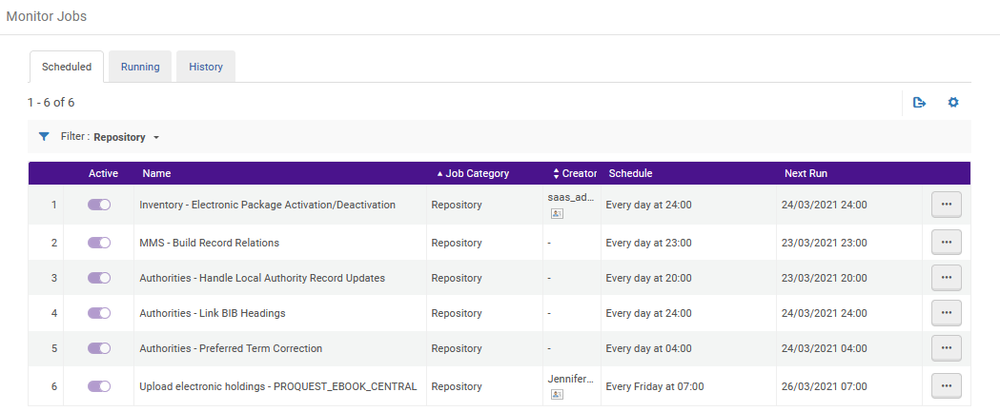 Monitor Jobs
Scheduled Running History
1 - 6 of 6
Filter : Repository
Active Name Job Category Creator Schedule Next Run
1 Inventory - Electronic Package Activation/Deactivation Repository saas_ad... Every day at 24:00 24/03/2021 24:00
2 MMS - Build Record Relations Repository - Every day at 23:00 23/03/2021 23:00
3 Authorities - Handle Local Authority Record Updates Repository - Every day at 20:00 23/03/2021 20:00
4 Authorities - Link BIB Headings Repository - Every day at 24:00 24/03/2021 24:00
5 Authorities - Preferred Term Correction Repository - Every day at 04:00 24/03/2021 04:00
6 Upload electronic holdings - PROQUEST_EBOOK_CENTRAL Repository Jennifer... Every Friday at 07:00 26/03/2021 07:00